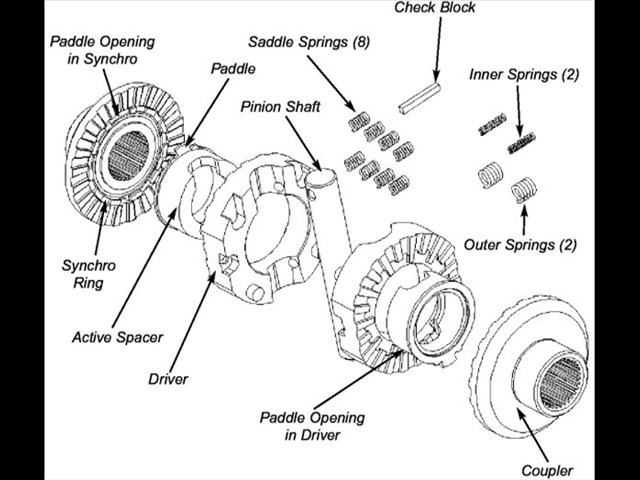 Check Block
Paddle Opening
in Synchro
Saddle Springs (8)
Paddle
Inner Springs (2)
Pinion Shaft
Outer Springs (2)
Synchro
Ring
Active Spacer
Driver
Paddle Opening
in Driver
Coupler